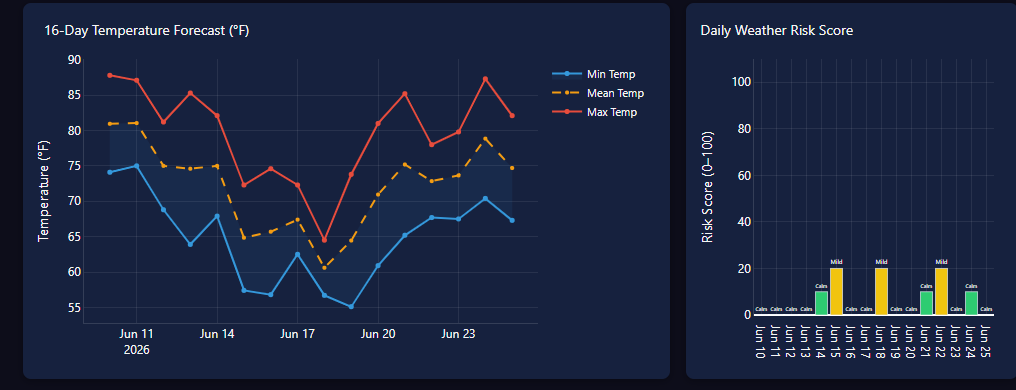 16-Day Temperature Forecast (°F)
90
85
80
75
70
65
60
55
Temperature (°F)
Jun 11
2026
Jun 14
Jun 17
Jun 20
Jun 23
Min Temp
Mean Temp
Max Temp
Daily Weather Risk Score
100
80
60
40
20
0
Risk Score (0–100)
Calm
Calm
Calm
Calm
Calm
Mild
Calm
Calm
Mild
Calm
Calm
Calm
Mild
Calm
Calm
Calm
Jun 10
Jun 11
Jun 12
Jun 13
Jun 14
Jun 15
Jun 16
Jun 17
Jun 18
Jun 19
Jun 20
Jun 21
Jun 22
Jun 23
Jun 24
Jun 25